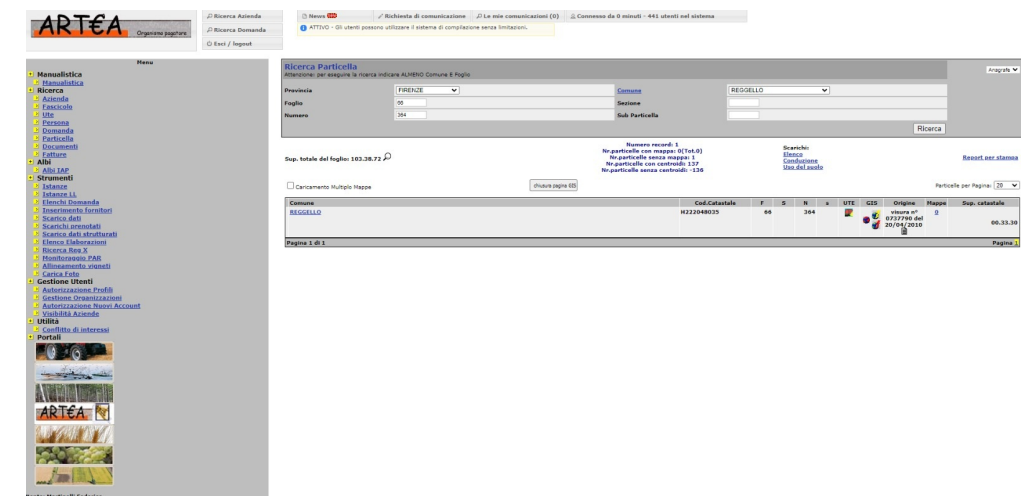 ARTEA Organismo pagatore
Ricerca Azienda
Ricerca Domanda
Esci / logout
News
Richiesta di comunicazione
Le mie comunicazioni (0)
Connesso da 0 minuti - 441 utenti nel sistema
ATTIVO - Gli utenti possono utilizzare il sistema di compilazione senza limitazioni.
Menu
Manualistica
Manualistica
Ricerca
Azienda
Fascicolo
Ute
Persona
Domanda
Particella
Documenti
Fatture
Albi
Albi IAP
Strumenti
Istanze
Istanze LL
Elenchi Domanda
Inserimento fornitori
Scarico dati
Scarichi prenotati
Scarico dati strutturati
Elenco Elaborazioni
Ricerca Reg X
Monitoraggio PAR
Allineamento vigneti
Carica Foto
Gestione Utenti
Autorizzazione Profili
Gestione Organizzazioni
Autorizzazione Nuovi Account
Visibilità Aziende
Utilità
Conflitto di interessi
Portali
ARTEA
Ricerca Particella
Attenzione: per eseguire la ricerca indicare ALMENO Comune E Foglio
Anagrafe
Provincia FIRENZE Comune REGGELLO
Foglio 66 Sezione
Numero 364 Sub Particella
Ricerca
Sup. totale del foglio: 103.38.72
Numero record: 1
Nr.particelle con mappa: 0(Tot.0)
Nr.particelle senza mappa: 1
Nr.particelle con centroidi: 137
Nr.particelle senza centroidi: -136
Scarichi:
Elenco
Conduzione
Uso del suolo
Report per stampa
Caricamento Multiplo Mappe
chiusura pagine GIS
Particelle per Pagina: 20
Comune Cod.Catastale F S N s UTE GIS Origine Mappe Sup. catastale
REGGELLO H222048035 66 364 visura n° 0737790 del 20/04/2010 0 00.33.30
Pagina 1 di 1 Pagina 1